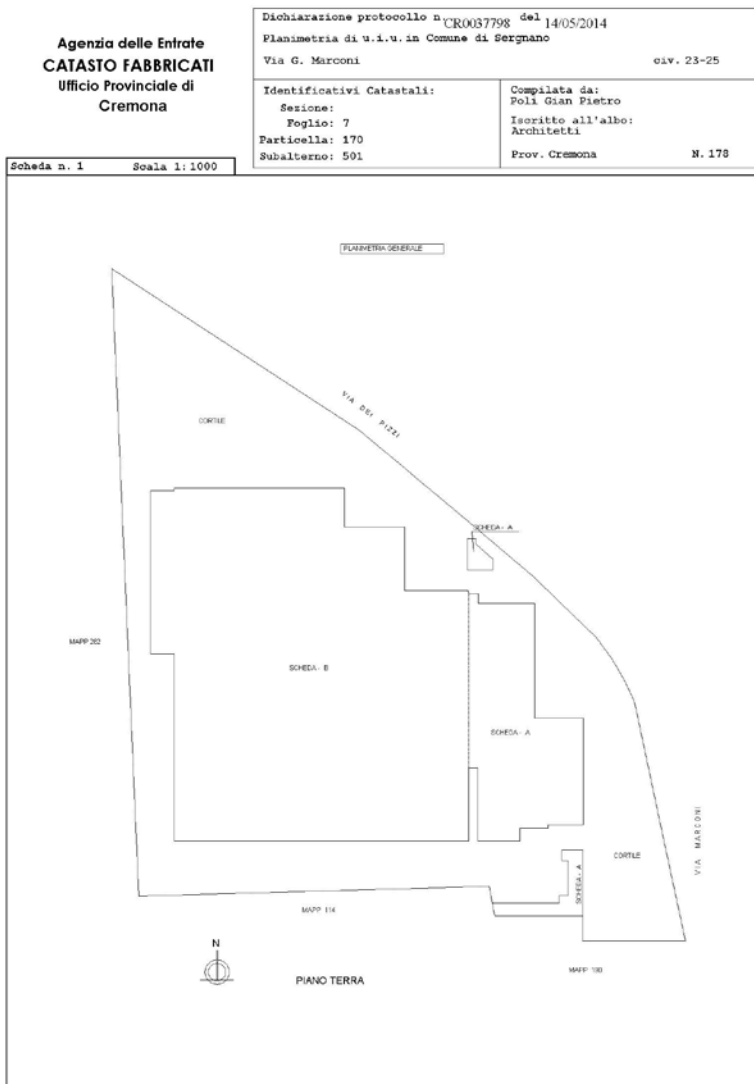 Agenzia delle Entrate
CATASTO FABBRICATI
Ufficio Provinciale di
Cremona
Dichiarazione protocollo n. CR0037798 del 14/05/2014
Planimetria di u.i.u. in Comune di Sergnano
Via G. Marconi civ. 23-25
Identificativi Catastali:
Sezione:
Foglio: 7
Particella: 170
Subalterno: 501
Compilata da:
Poli Gian Pietro
Iscritto all'albo:
Architetti
Prov. Cremona N. 178
Scheda n. 1 Scala 1:1000
PLANIMETRIA GENERALE
VIA DEI PIZZI
CORTILE
SCHEDA - A
MAPP 282
SCHEDA - B
SCHEDA - A
VIA MARCONI
CORTILE
SCHEDA - A
MAPP 114
N
MAPP
PIANO TERRA